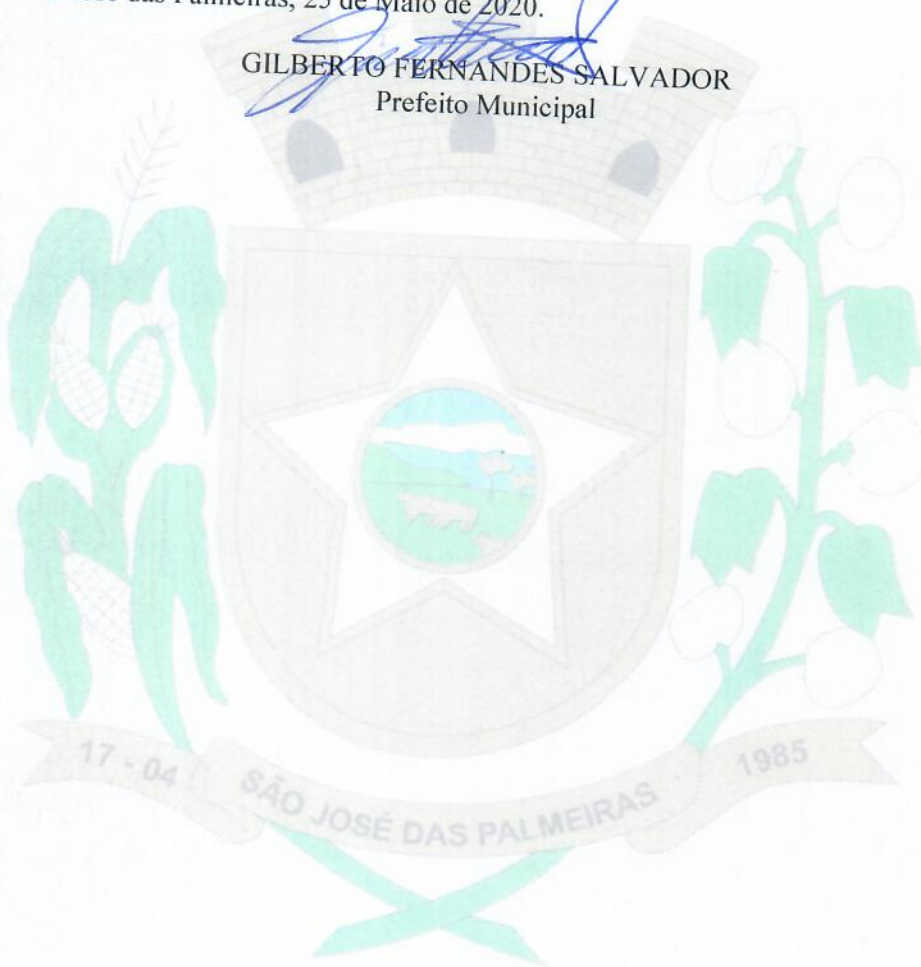 das Palmeiras, 25 de Maio de 2020.
GILBERTO FERNANDES SALVADOR
Prefeito Municipal
17 - 04
SÃO JOSÉ DAS PALMEIRAS
1985